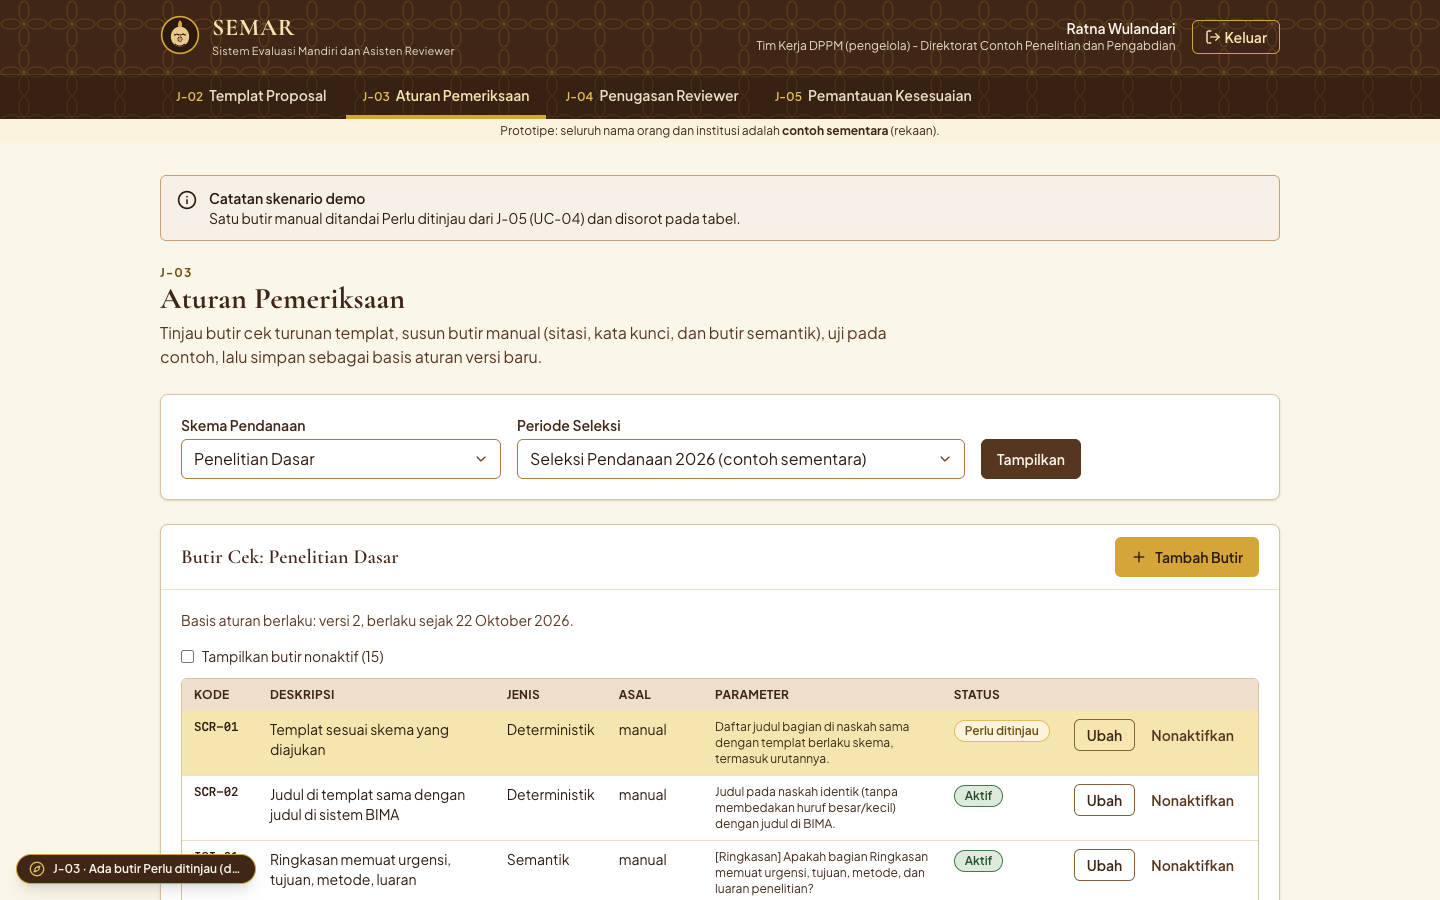 SEMAR
Sistem Evaluasi Mandiri dan Asisten Reviewer
Ratna Wulandari
Tim Kerja DPPM (pengelola) - Direktorat Contoh Penelitian dan Pengabdian
Keluar
J-02 Templat Proposal
J-03 Aturan Pemeriksaan
J-04 Penugasan Reviewer
J-05 Pemantauan Kesesuaian
Prototipe: seluruh nama orang dan institusi adalah contoh sementara (rekaan).
Catatan skenario demo
Satu butir manual ditandai Perlu ditinjau dari J-05 (UC-04) dan disorot pada tabel.
J-03
Aturan Pemeriksaan
Tinjau butir cek turunan templat, susun butir manual (sitasi, kata kunci, dan butir semantik), uji pada
contoh, lalu simpan sebagai basis aturan versi baru.
Skema Pendanaan
Penelitian Dasar
Periode Seleksi
Seleksi Pendanaan 2026 (contoh sementara)
Tampilkan
Butir Cek: Penelitian Dasar
Tambah Butir
Basis aturan berlaku: versi 2, berlaku sejak 22 Oktober 2026.
Tampilkan butir nonaktif (15)
KODE DESKRIPSI JENIS ASAL PARAMETER STATUS
SCR-01
Templat sesuai skema yang
diajukan
Deterministik
manual
Daftar judul bagian di naskah sama
dengan templat berlaku skema,
termasuk urutannya.
Perlu ditinjau
Ubah
Nonaktifkan
SCR-02
Judul di templat sama dengan
judul di sistem BIMA
Deterministik
manual
Judul pada naskah identik (tanpa
membedakan huruf besar/kecil)
dengan judul di BIMA.
Aktif
Ubah
Nonaktifkan
Ringkasan memuat urgensi,
tujuan, metode, luaran
Semantik
manual
[Ringkasan] Apakah bagian Ringkasan
memuat urgensi, tujuan, metode, dan
luaran penelitian?
Aktif
Ubah
Nonaktifkan
J-03 · Ada butir Perlu ditinjau (d...